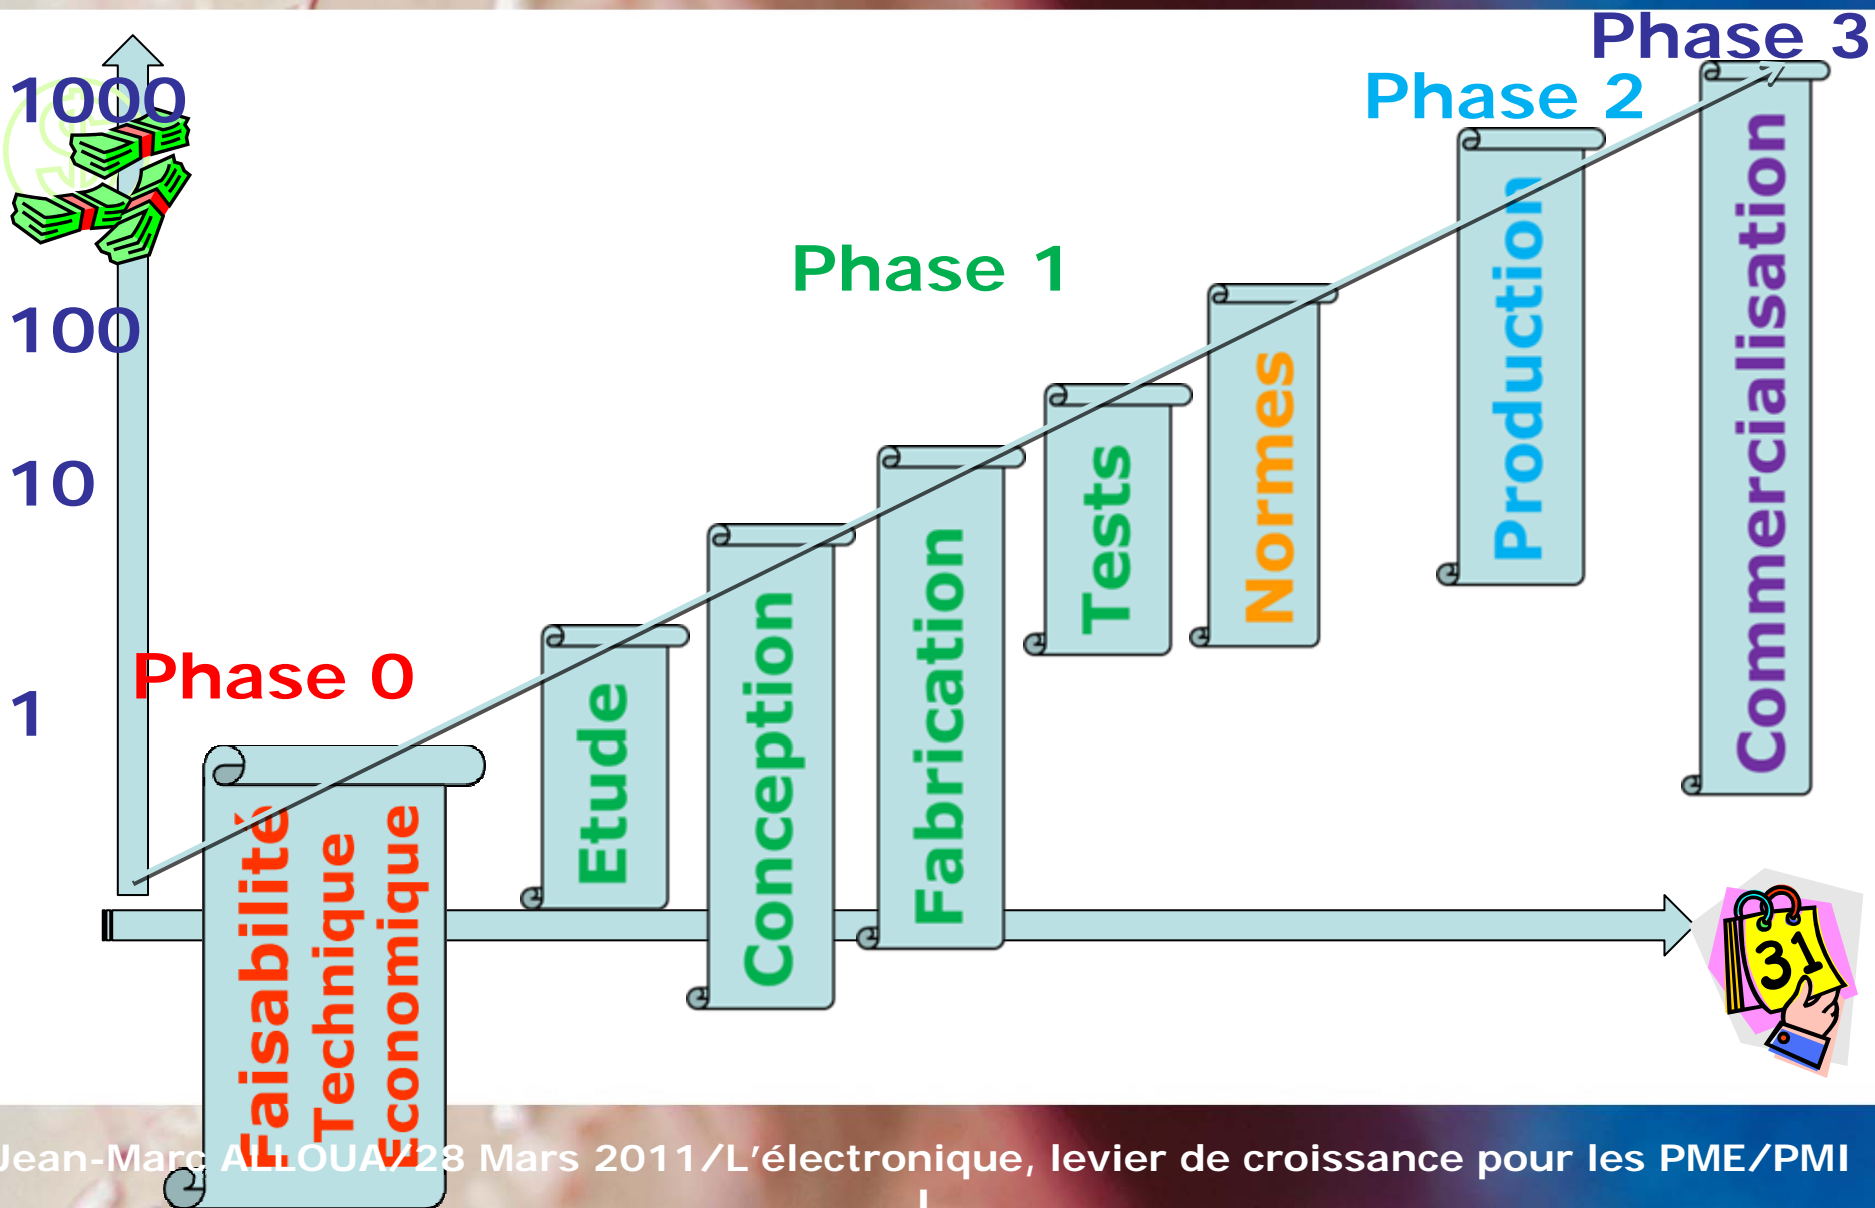 Phase 3
Phase 2
1000
Phase 1
100
10
Phase 0
1
Faisabilité
Technique
Economique
Etude
Conception
Fabrication
Tests
Normes
Production
Commercialisation
31
Jean-Marc ALLOUA/28 Mars 2011/L'électronique, levier de croissance pour les PME/PMI